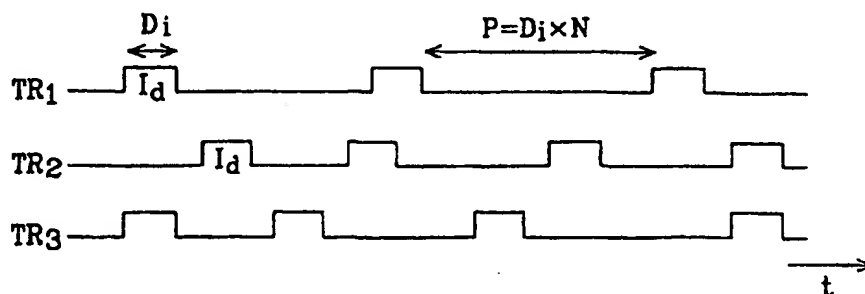 Di P=Di×N
TR1 Id
TR2 Id
TR3
t